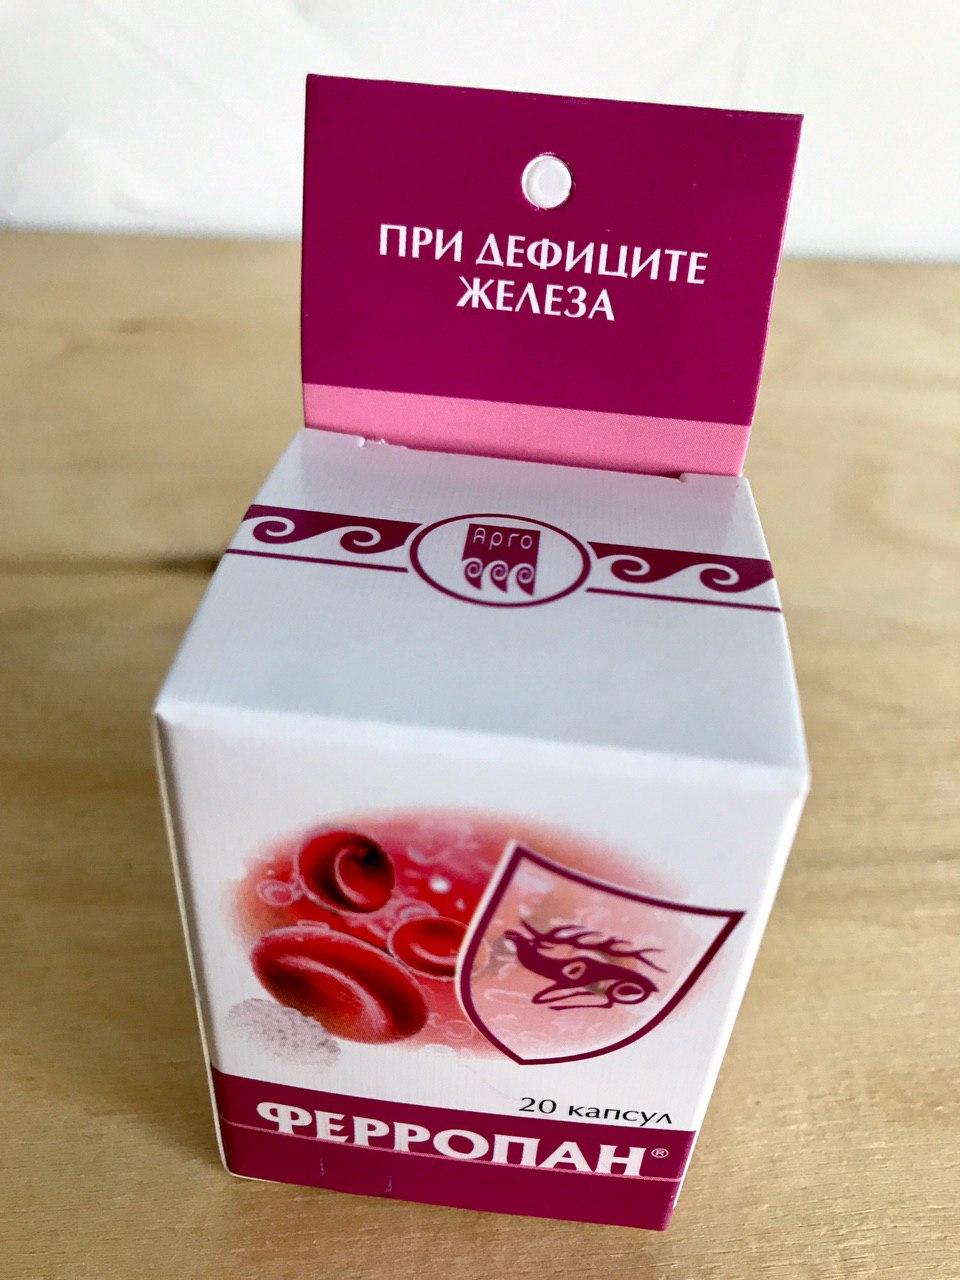 ПРИ ДЕФИЦИТЕ
ЖЕЛЕЗА
Арго
20 капсул
ФЕРРОПАН®